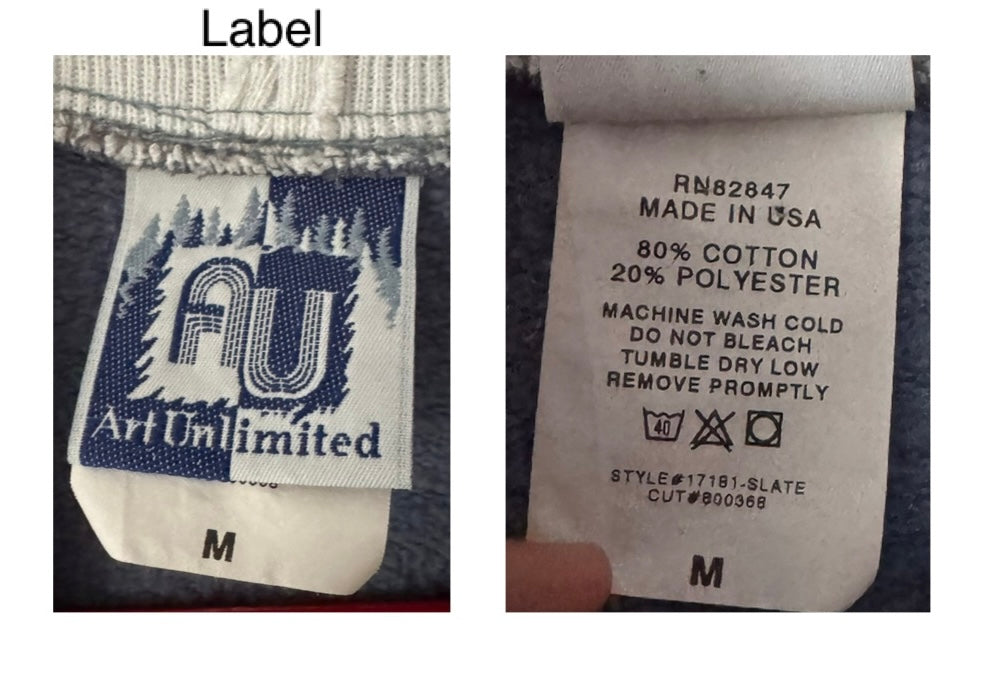 Label
AU
Art Unlimited
M
RN82847
MADE IN USA
80% COTTON
20% POLYESTER
MACHINE WASH COLD
DO NOT BLEACH
TUMBLE DRY LOW
REMOVE PROMPTLY
40
STYLE#17181-SLATE
CUT#800368
M